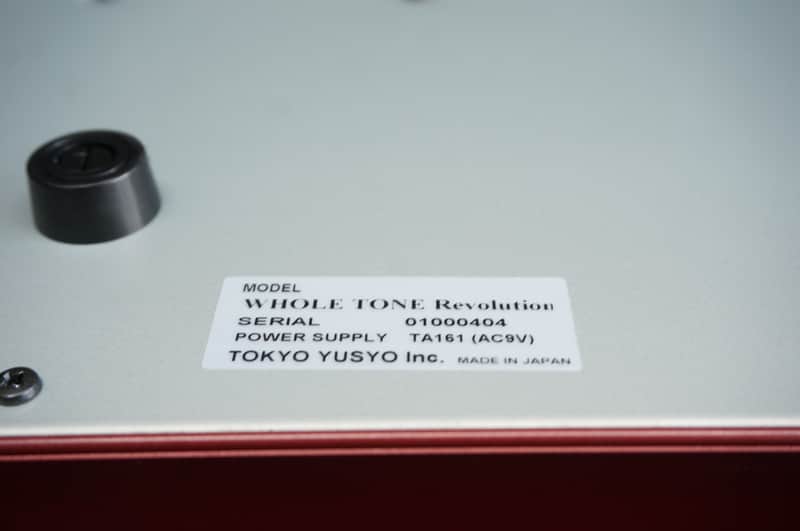 MODEL
WHOLE TONE Revolution
SERIAL 01000404
POWER SUPPLY TA161 (AC9V)
TOKYO YUSYO Inc. MADE IN JAPAN